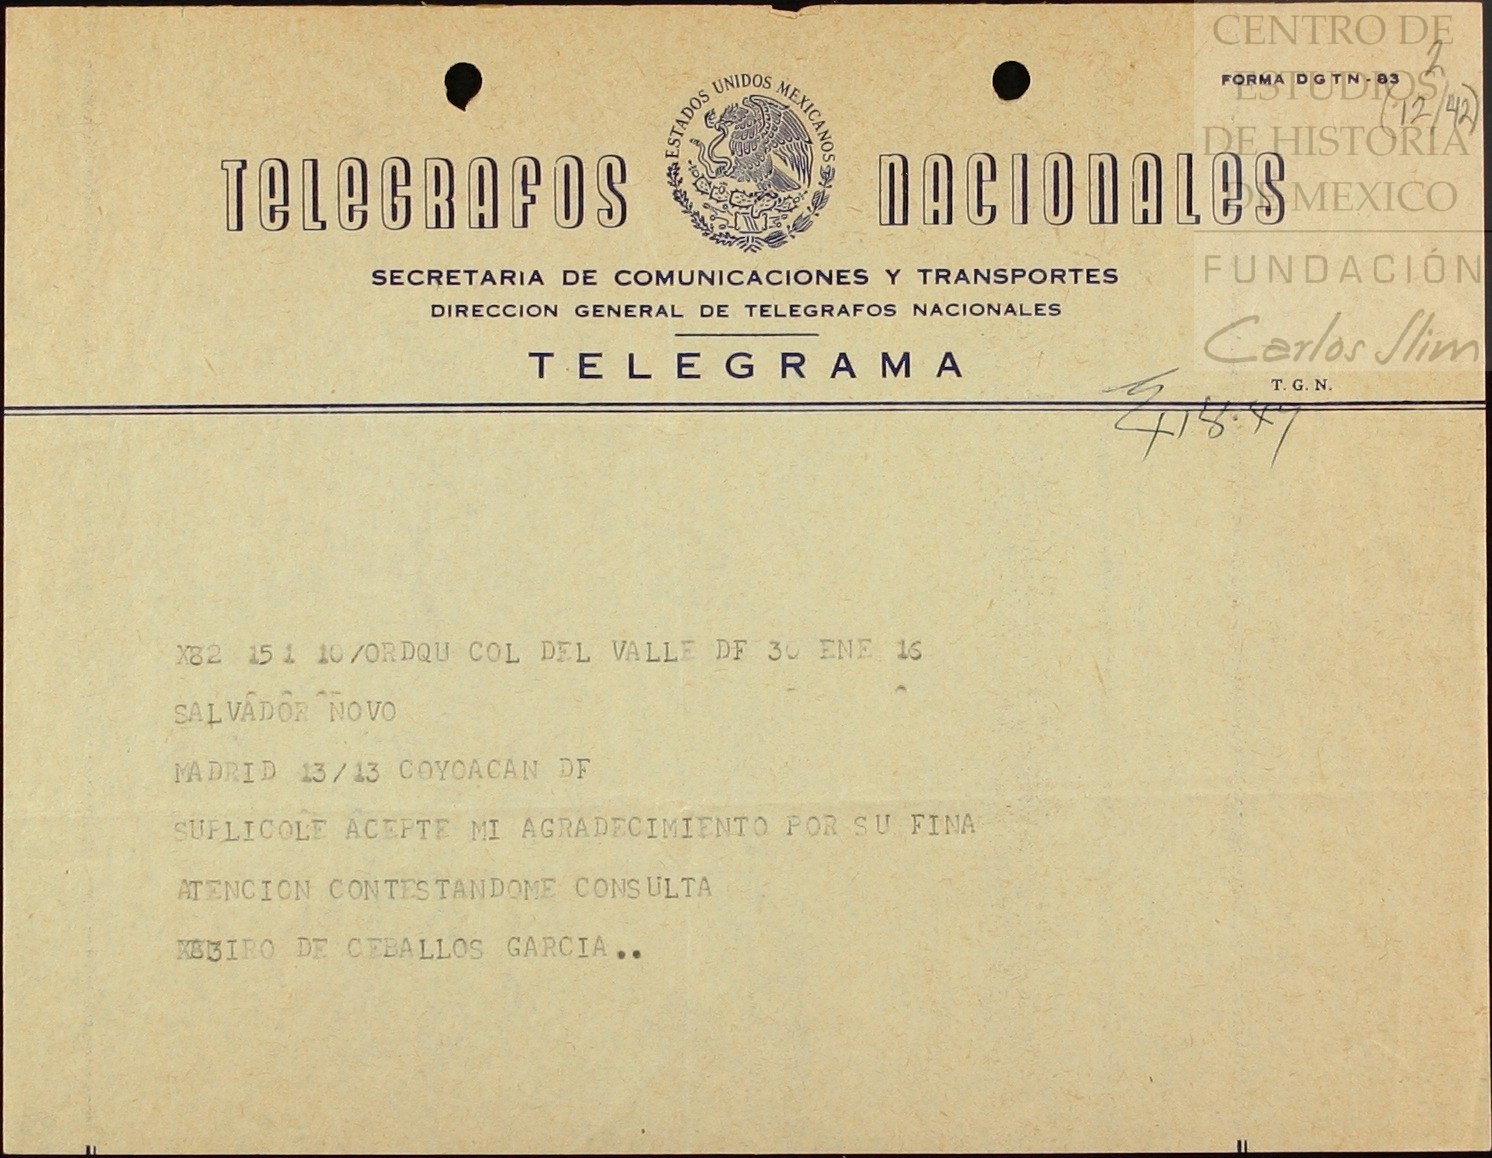 CENTRO DE
ESTUDIOS
DE HISTORIA
DE MEXICO
FUNDACIÓN
Carlos Slim
FORMA DGTN-83
2
(12/42)
ESTADOS UNIDOS MEXICANOS
TELEGRAFOS NACIONALES
SECRETARIA DE COMUNICACIONES Y TRANSPORTES
DIRECCION GENERAL DE TELEGRAFOS NACIONALES
TELEGRAMA
T. G. N.
X82 15 1 10/ORDQU COL DEL VALLE DF 30 ENE 16
SALVADOR NOVO
MADRID 13/13 COYOACAN DF
SUPLICOLE ACEPTE MI AGRADECIMIENTO POR SU FINA
ATENCION CONTESTANDOME CONSULTA
DE CEBALLOS GARCIA..